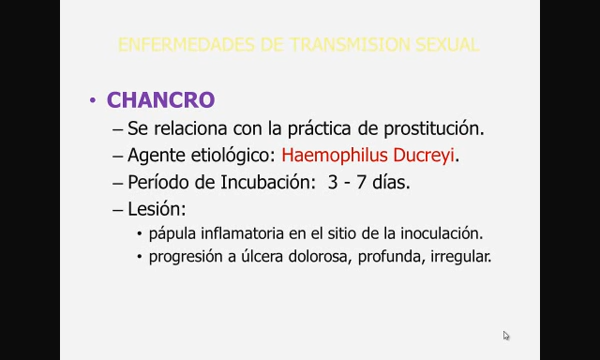 ENFERMEDADES DE TRANSMISION SEXUAL
• CHANCRO
– Se relaciona con la práctica de prostitución.
– Agente etiológico: Haemophilus Ducreyi.
– Período de Incubación: 3 - 7 días.
– Lesión:
• pápula inflamatoria en el sitio de la inoculación.
• progresión a úlcera dolorosa, profunda, irregular.